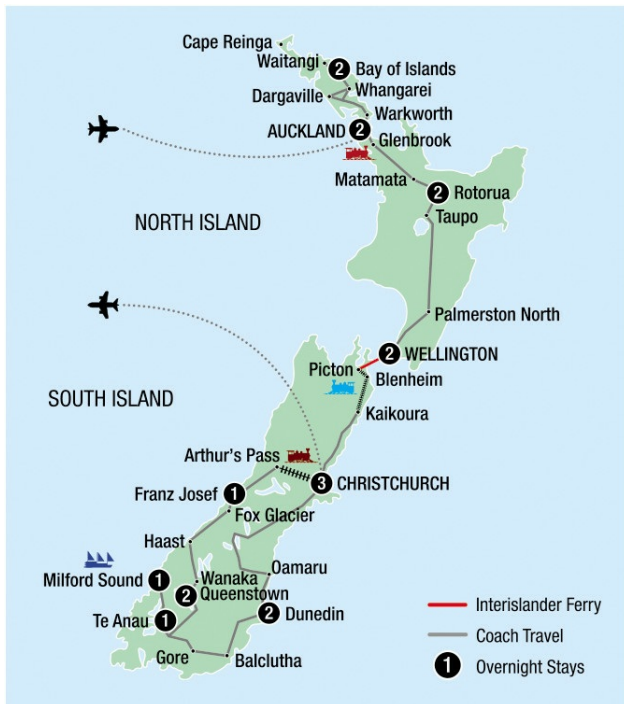 Cape Reinga
Waitangi
2 Bay of Islands
Whangarei
Dargaville
Warkworth
AUCKLAND 2
Glenbrook
Matamata
2 Rotorua
Taupo
NORTH ISLAND
Palmerston North
2 WELLINGTON
Picton
Blenheim
SOUTH ISLAND
Kaikoura
Arthur's Pass
3 CHRISTCHURCH
Franz Josef 1
Fox Glacier
Haast
Oamaru
Milford Sound 1
Wanaka
2 Queenstown
Te Anau 1
2 Dunedin
Gore
Balclutha
Interislander Ferry
Coach Travel
1 Overnight Stays